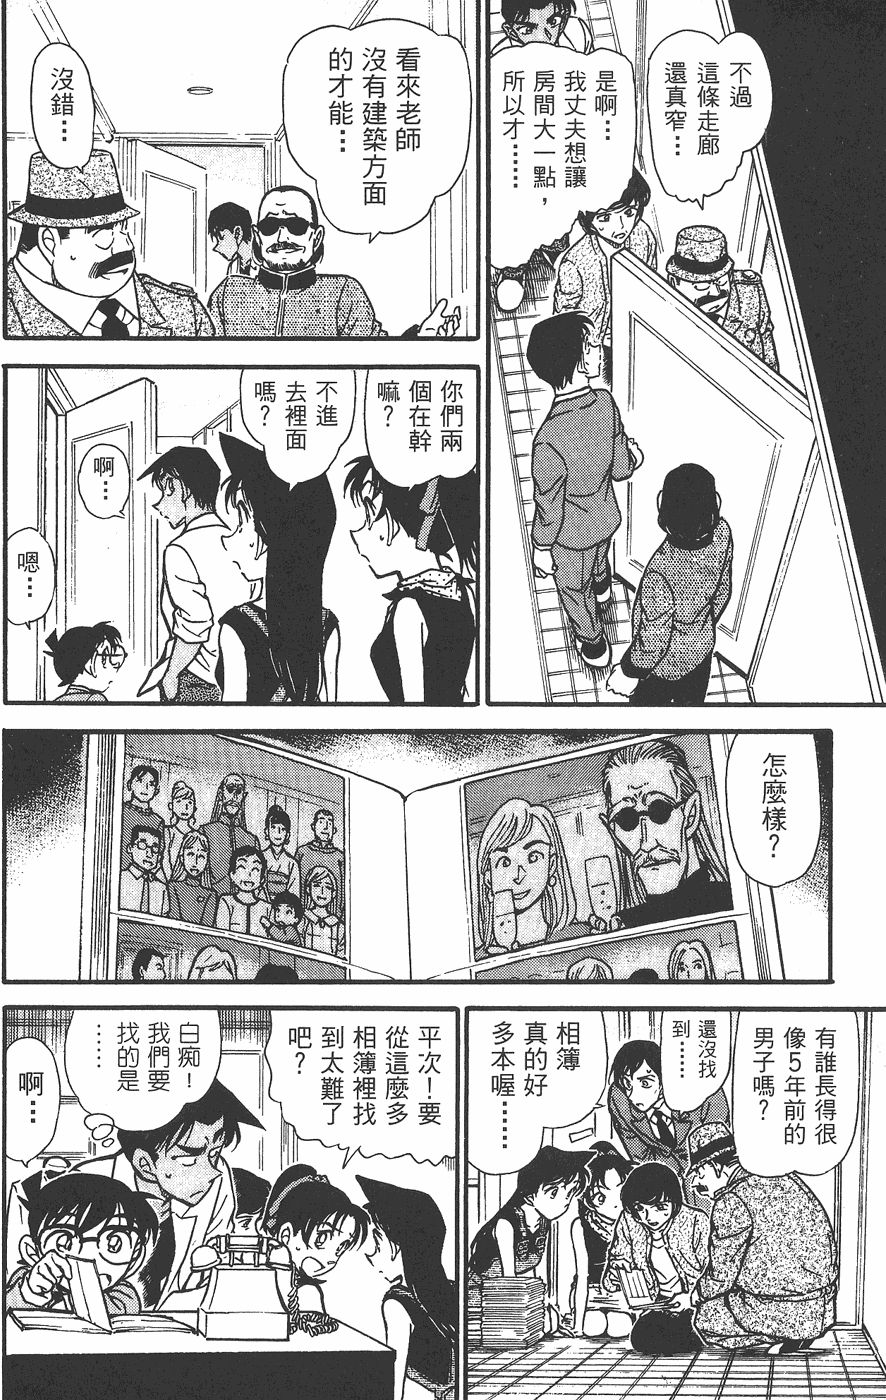 不過
這條走廊
還真窄⋯
是啊⋯
我丈夫想讓
房間大一點，
所以才⋯⋯
看來老師
沒有建築方面
的才能⋯
沒錯⋯
你們兩
個在幹
嘛？
不進
去裡面
嗎？
啊⋯
嗯⋯
怎麼樣？
有誰長得很
像5年前的
男子嗎？
還沒找
到⋯⋯
相簿
真的好
多本喔⋯⋯
平次！要
從這麼多
相簿裡找
到太難了
吧？
白痴！
我們要
找的是
⋯⋯
啊⋯